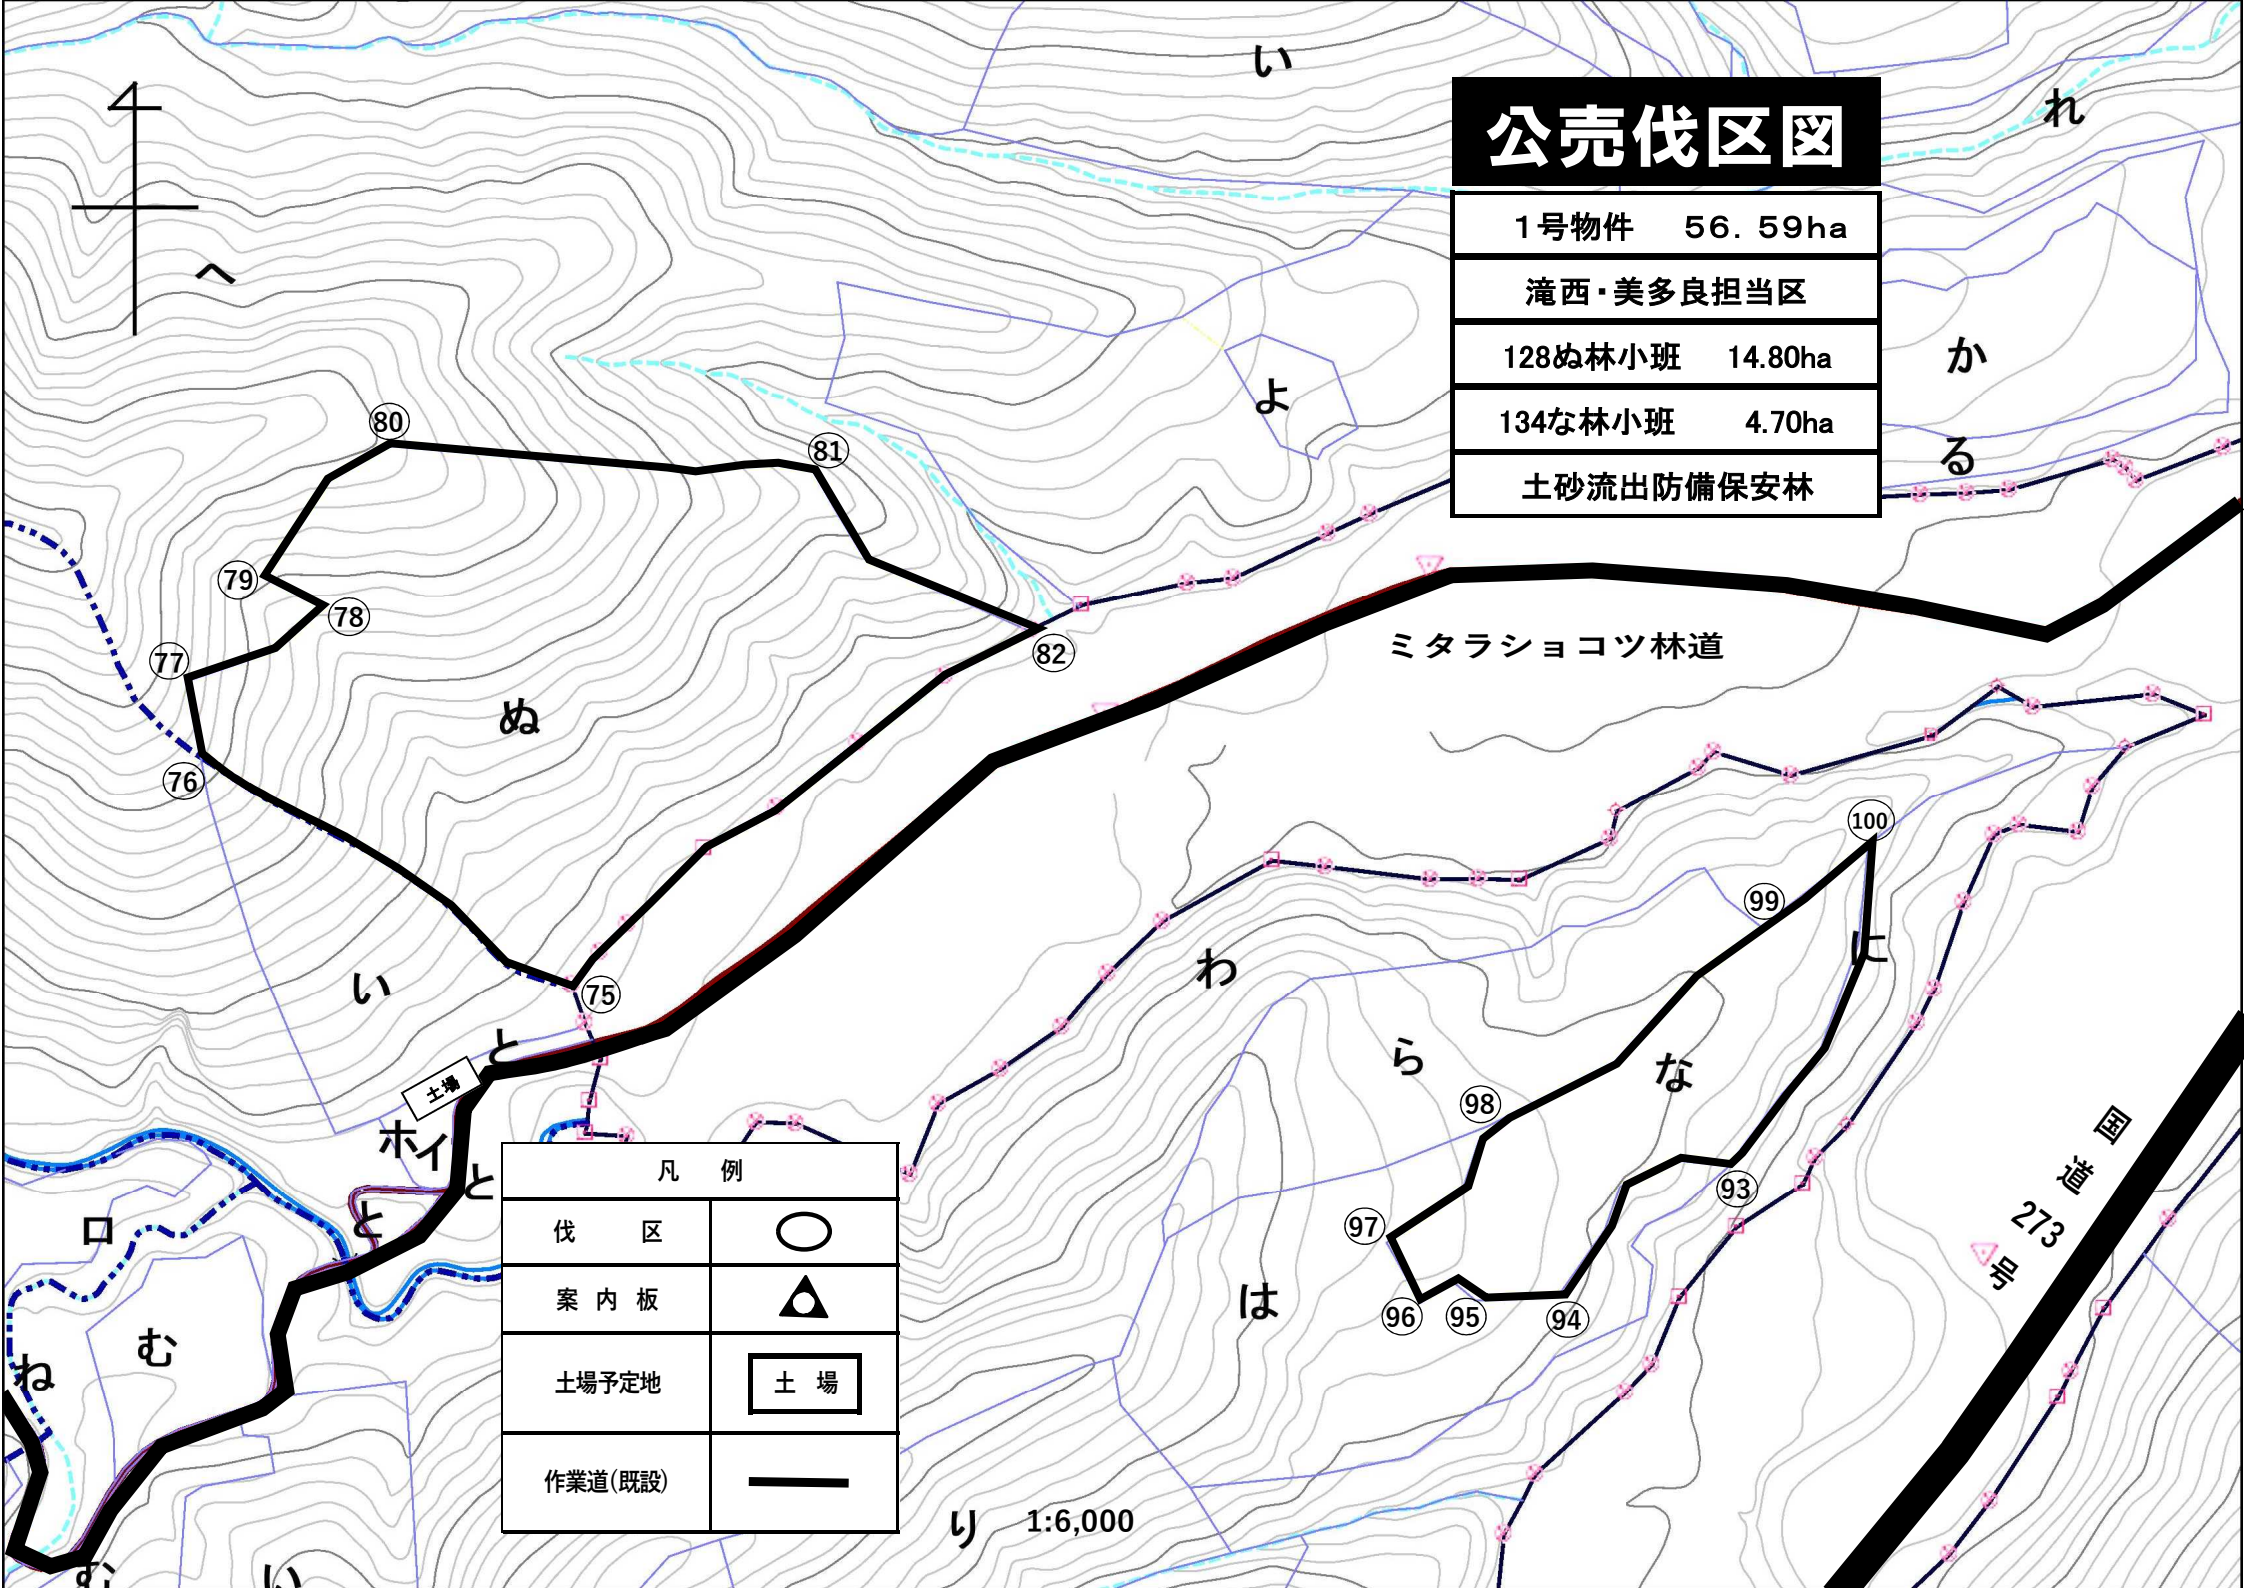 い
れ
公売伐区図
1号物件 56.59ha
滝西・美多良担当区
128ぬ林小班 14.80ha
134な林小班 4.70ha
土砂流出防備保安林
へ
か
よ
る
80
81
79
78
77
82
ミタラショコツ林道
ぬ
76
100
99
わ
に
い
75
と
ら
な
土場
98
ホイ
と
93
国道273号
と
ロ
97
96
95
94
は
む
ね
凡 例
伐 区
案 内 板
土場予定地
土 場
作業道(既設)
り
1:6,000
む
い